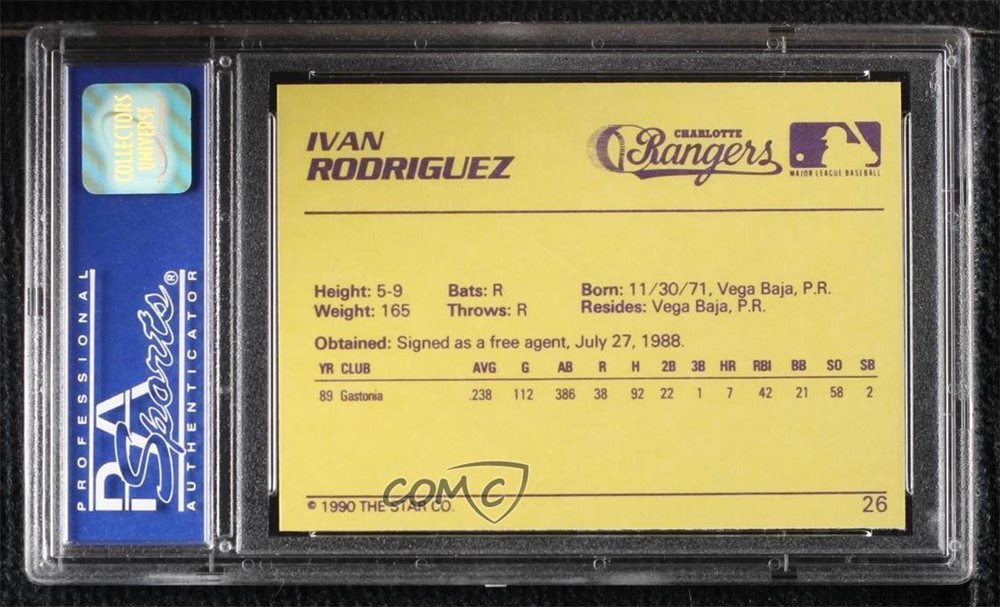 COLLECTORS
UNIVERSE
PROFESSIONAL
PSA
Sports®
AUTHENTICATOR
IVAN
RODRIGUEZ
CHARLOTTE
Rangers
MAJOR LEAGUE BASEBALL
Height: 5-9 Bats: R Born: 11/30/71, Vega Baja, P.R.
Weight: 165 Throws: R Resides: Vega Baja, P.R.
Obtained: Signed as a free agent, July 27, 1988.
YR CLUB AVG G AB R H 2B 3B HR RBI BB SO SB
89 Gastonia .238 112 386 38 92 22 1 7 42 21 58 2
COMC
© 1990 THE STAR CO. 26